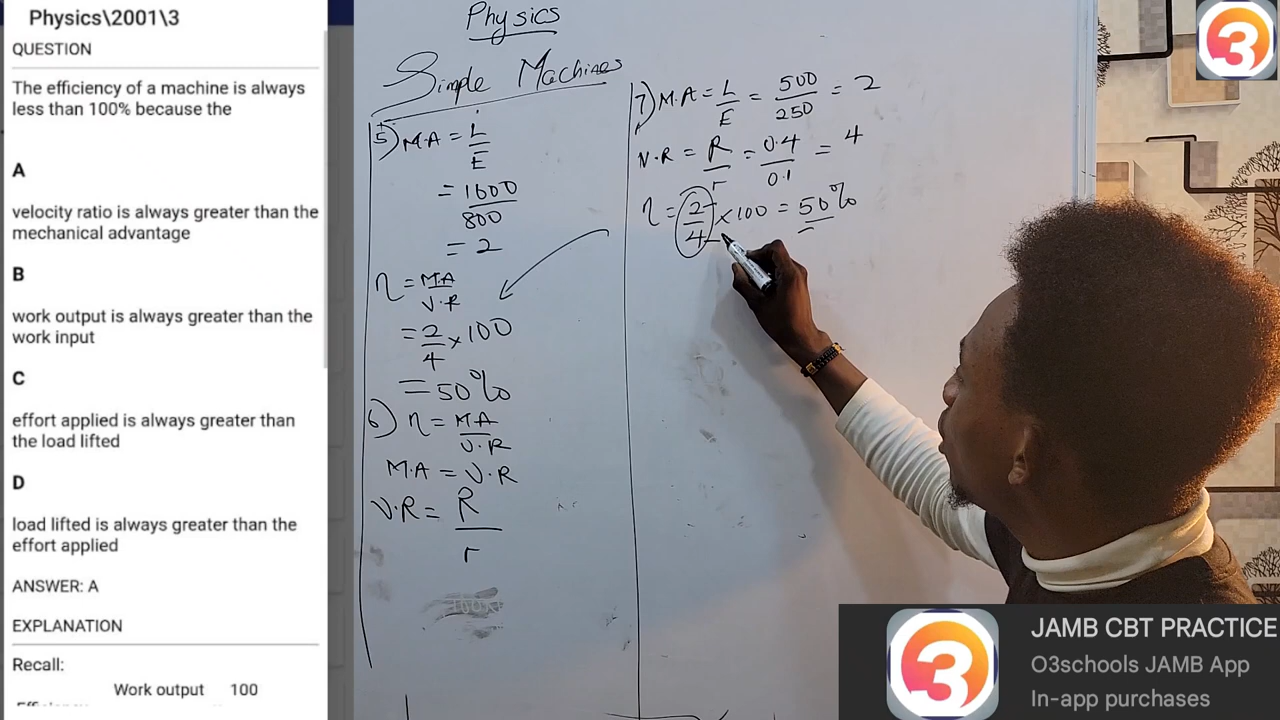 Physics\2001\3
QUESTION
The efficiency of a machine is always
less than 100% because the
A
velocity ratio is always greater than the
mechanical advantage
B
work output is always greater than the
work input
C
effort applied is always greater than
the load lifted
D
load lifted is always greater than the
effort applied
ANSWER: A
EXPLANATION
Recall:
Work output 100
Physics
Simple Machines
5) M.A = L/E
= 1600/800
= 2
η = M.A/V.R
= 2/4 × 100
= 50%
6) η = M.A/V.R
M.A = V.R
V.R = R/r
7) M.A = L/E = 500/250 = 2
V.R = R/r = 0.4/0.1 = 4
η = 2/4 × 100 = 50%
3
3
JAMB CBT PRACTICE
O3schools JAMB App
In-app purchases